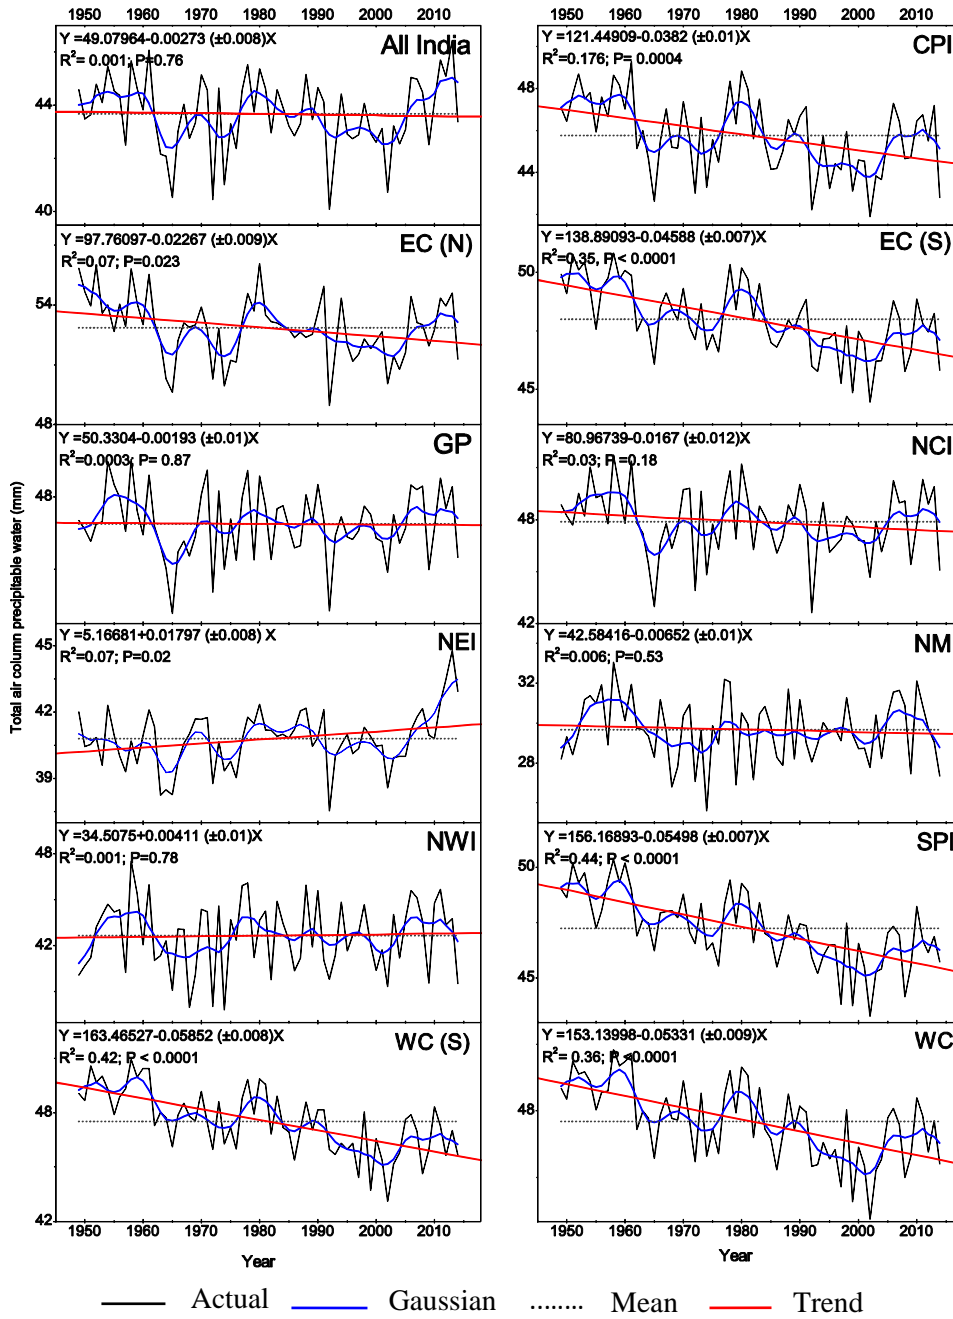 1950 1960 1970 1980 1990 2000 2010
1950 1960 1970 1980 1990 2000 2010
Y =49.07964-0.00273 (±0.008)X
All India
R²= 0.001; P=0.76
44
40
Y =121.44909-0.0382 (±0.01)X
CPI
R²=0.176; P= 0.0004
48
44
Y =97.76097-0.02267 (±0.009)X
EC (N)
R²=0.07; P=0.023
54
48
Y =138.89093-0.04588 (±0.007)X
EC (S)
R²=0.35, P < 0.0001
50
45
Y =50.3304-0.00193 (±0.01)X
GP
R²=0.0003; P= 0.87
48
Y =80.96739-0.0167 (±0.012)X
NCI
R²=0.03; P =0.18
48
42
Total air column precipitable water (mm)
Y =5.16681+0.01797 (±0.008) X
NEI
R²=0.07; P=0.02
45
42
39
Y =42.58416-0.00652 (±0.01)X
NM
R²=0.006; P=0.53
32
28
Y =34.5075+0.00411 (±0.01)X
NWI
R²=0.001; P=0.78
48
42
Y =156.16893-0.05498 (±0.007)X
SPI
R²=0.44; P < 0.0001
50
45
Y =163.46527-0.05852 (±0.008)X
WC (S)
R²= 0.42; P < 0.0001
48
42
Y =153.13998-0.05331 (±0.009)X
WC
R²= 0.36; P <0.0001
48
1950 1960 1970 1980 1990 2000 2010
1950 1960 1970 1980 1990 2000 2010
Year
Year
Actual Gaussian Mean Trend